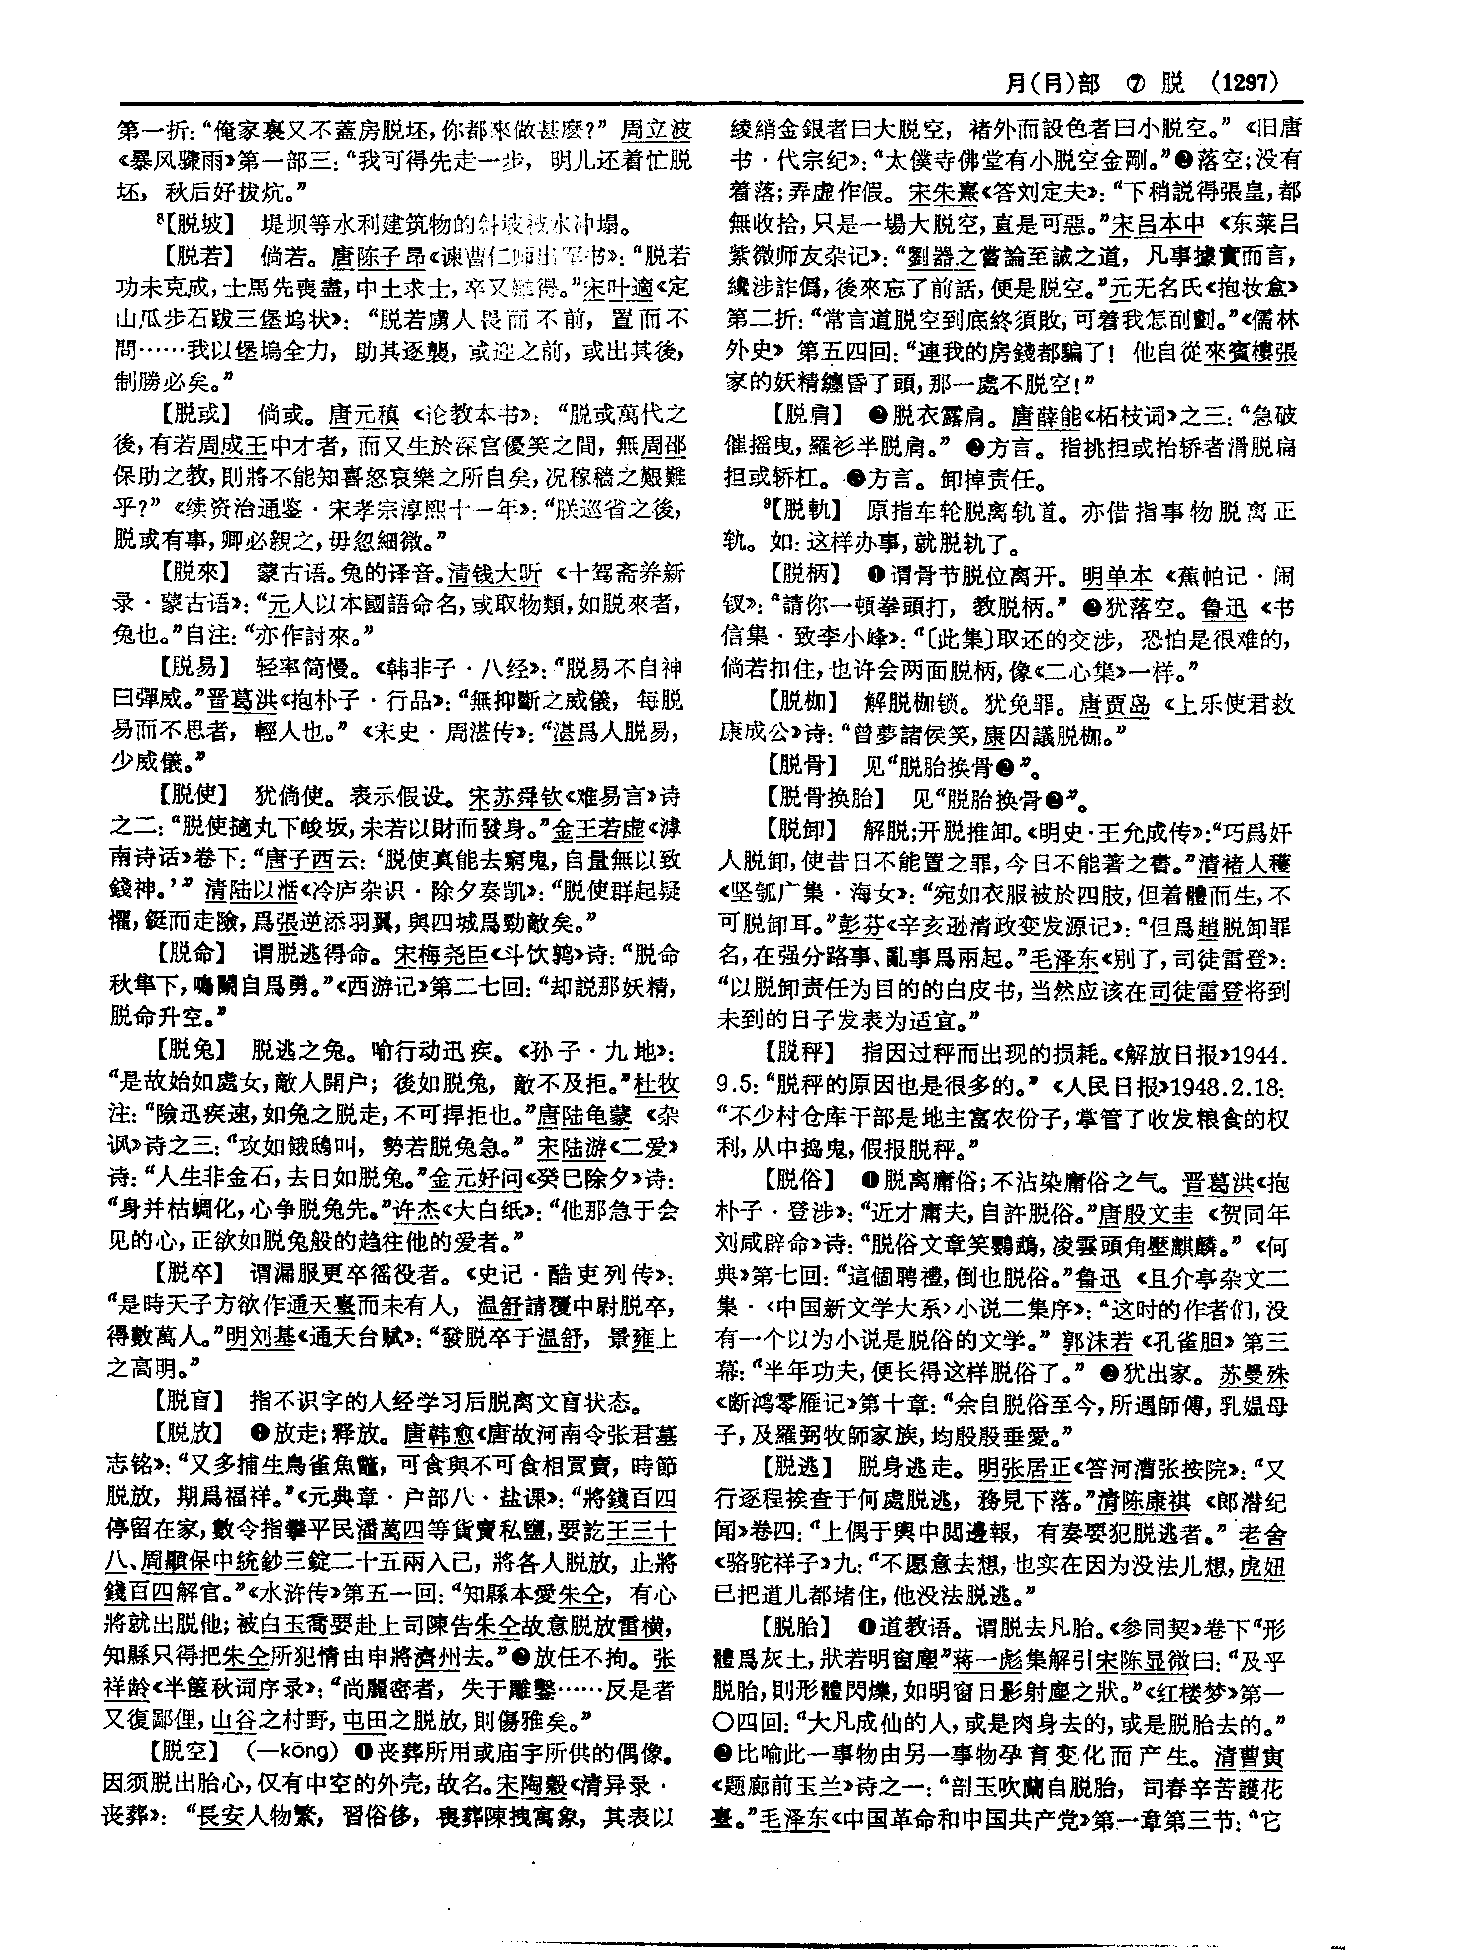 月(⺼)部　⑦　脱　(1297)
第一折：“俺家裏又不蓋房脱坯，你都來做甚麽？” 周立波
《暴风骤雨》第一部三：“我可得先走一步，明儿还着忙脱
坯，秋后好拔炕。”
⁸【脱坡】　堤坝等水利建筑物的斜坡被水冲塌。
【脱若】　倘若。唐陈子昂《谏曹仁师出军书》：“脱若
功未克成，士馬先喪盡，中土求士，卒又難得。”宋叶適《定
山瓜步石跋三堡坞状》：“脱若虜人畏而不前，置而不
問……我以堡塢全力，助其逐襲，或迎之前，或出其後，
制勝必矣。”
【脱或】　倘或。唐元稹《论教本书》：“脱或萬代之
後，有若周成王中才者，而又生於深宫優笑之間，無周邵
保助之教，則將不能知喜怒哀樂之所自矣，况稼穡之艱難
乎？”《续资治通鉴·宋孝宗淳熙十一年》：“朕巡省之後，
脱或有事，卿必親之，毋忽細微。”
【脱來】　蒙古语。兔的译音。清钱大昕《十驾斋养新
录·蒙古语》：“元人以本國語命名，或取物類，如脱來者，
兔也。”自注：“亦作討來。”
【脱易】　轻率简慢。《韩非子·八经》：“脱易不自神
曰彈威。”晋葛洪《抱朴子·行品》：“無抑斷之威儀，每脱
易而不思者，輕人也。”《宋史·周湛传》：“湛爲人脱易，
少威儀。”
【脱使】　犹倘使。表示假设。宋苏舜钦《难易言》诗
之二：“脱使擿丸下峻坂，未若以財而發身。”金王若虚《滹
南诗话》卷下：“唐子西云：‘脱使真能去窮鬼，自量無以致
錢神。’” 清陆以湉《冷庐杂识·除夕奏凯》：“脱使群起疑
懼，鋌而走險，爲張逆添羽翼，與四城爲勁敵矣。”
【脱命】　谓脱逃得命。宋梅尧臣《斗饮鹑》诗：“脱命
秋隼下，鳴鬭自爲勇。”《西游记》第二七回：“却説那妖精，
脱命升空。”
【脱兔】　脱逃之兔。喻行动迅疾。《孙子·九地》：
“是故始如處女，敵人開户；後如脱兔，敵不及拒。”杜牧
注：“險迅疾速，如兔之脱走，不可捍拒也。”唐陆龟蒙《杂
讽》诗之三：“攻如餓鴟叫，勢若脱兔急。” 宋陆游《二爱》
诗：“人生非金石，去日如脱兔。”金元好问《癸巳除夕》诗：
“身并枯蜩化，心争脱兔先。”许杰《大白纸》：“他那急于会
见的心，正欲如脱兔般的趋往他的爱者。”
【脱卒】　谓漏服更卒徭役者。《史记·酷吏列传》：
“是時天子方欲作通天臺而未有人，温舒請覆中尉脱卒，
得數萬人。”明刘基《通天台赋》：“發脱卒于温舒，景雍上
之高明。”
【脱盲】　指不识字的人经学习后脱离文盲状态。
【脱放】　❶放走；释放。唐韩愈《唐故河南令张君墓
志铭》：“又多捕生鳥雀魚鼈，可食與不可食相買賣，時節
脱放，期爲福祥。”《元典章·户部八·盐课》：“將錢百四
停留在家，數令指攀平民潘萬四等貨賣私鹽，要訖王三十
八、周顯保中統鈔三錠二十五兩入己，將各人脱放，止將
錢百四解官。”《水浒传》第五一回：“知縣本愛朱仝，有心
將就出脱他；被白玉喬要赴上司陳告朱仝故意脱放雷横，
知縣只得把朱仝所犯情由申將濟州去。”❷放任不拘。张
祥龄《半箧秋词序录》：“尚麗密者，失于雕鑿……反是者
又復鄙俚，山谷之村野，屯田之脱放，則傷雅矣。”
【脱空】　(—kōng)❶丧葬所用或庙宇所供的偶像。
因须脱出胎心，仅有中空的外壳，故名。宋陶穀《清异录·
丧葬》：“長安人物繁，習俗侈，喪葬陳拽寓象，其表以
綾綃金銀者曰大脱空，褚外而設色者曰小脱空。”《旧唐
书·代宗纪》：“太僕寺佛堂有小脱空金剛。”❷落空；没有
着落；弄虚作假。宋朱熹《答刘定夫》：“下稍説得張皇，都
無收拾，只是一場大脱空，直是可惡。”宋吕本中《东莱吕
紫微师友杂记》：“劉器之嘗論至誠之道，凡事據實而言，
纔涉詐僞，後來忘了前話，便是脱空。”元无名氏《抱妆盒》
第二折：“常言道脱空到底終須敗，可着我怎刮劃。”《儒林
外史》第五四回：“連我的房錢都騙了！他自從來賓樓張
家的妖精纏昏了頭，那一處不脱空！”
【脱肩】　❶脱衣露肩。唐薛能《柘枝词》之三：“急破
催摇曳，羅衫半脱肩。” ❷方言。指挑担或抬轿者滑脱扁
担或轿杠。❸方言。卸掉责任。
⁹【脱軌】　原指车轮脱离轨道。亦借指事物脱离正
轨。如：这样办事，就脱轨了。
【脱柄】　❶谓骨节脱位离开。明单本《蕉帕记·闹
钗》：“請你一頓拳頭打，教脱柄。” ❷犹落空。鲁迅《书
信集·致李小峰》：“〔此集〕取还的交涉，恐怕是很难的，
倘若扣住，也许会两面脱柄，像《二心集》一样。”
【脱枷】　解脱枷锁。犹免罪。唐贾岛《上乐使君救
康成公》诗：“曾夢諸侯笑，康囚議脱枷。”
【脱骨】　见“脱胎换骨❷”。
【脱骨换胎】　见“脱胎换骨❷”。
【脱卸】　解脱；开脱推卸。《明史·王允成传》：“巧爲奸
人脱卸，使昔日不能置之罪，今日不能著之書。”清褚人穫
《坚瓠广集·海女》：“宛如衣服被於四肢，但着體而生，不
可脱卸耳。”彭芬《辛亥逊清政变发源记》：“但爲趙脱卸罪
名，在强分路事、亂事爲兩起。”毛泽东《别了，司徒雷登》：
“以脱卸责任为目的的白皮书，当然应该在司徒雷登将到
未到的日子发表为适宜。”
【脱秤】　指因过秤而出现的损耗。《解放日报》1944.
9.5：“脱秤的原因也是很多的。”《人民日报》1948.2.18：
“不少村仓库干部是地主富农份子，掌管了收发粮食的权
利，从中捣鬼，假报脱秤。”
【脱俗】　❶脱离庸俗；不沾染庸俗之气。晋葛洪《抱
朴子·登涉》：“近才庸夫，自許脱俗。”唐殷文圭《贺同年
刘咸辟命》诗：“脱俗文章笑鸚鵡，凌雲頭角壓麒麟。”《何
典》第七回：“這個聘禮，倒也脱俗。”鲁迅《且介亭杂文二
集·〈中国新文学大系〉小说二集序》：“这时的作者们，没
有一个以为小说是脱俗的文学。” 郭沫若《孔雀胆》第三
幕：“半年功夫，便长得这样脱俗了。” ❷犹出家。苏曼殊
《断鸿零雁记》第十章：“余自脱俗至今，所遇師傅，乳媪母
子，及羅弼牧師家族，均殷殷垂愛。”
【脱逃】　脱身逃走。明张居正《答河漕张按院》：“又
行逐程挨查于何處脱逃，務見下落。”清陈康祺《郎潜纪
闻》卷四：“上偶于輿中閲邊報，有奏要犯脱逃者。” 老舍
《骆驼祥子》九：“不愿意去想，也实在因为没法儿想，虎妞
已把道儿都堵住，他没法脱逃。”
【脱胎】　❶道教语。谓脱去凡胎。《参同契》卷下“形
體爲灰土，狀若明窗塵”蒋一彪集解引宋陈显微曰：“及乎
脱胎，則形體閃爍，如明窗日影射塵之狀。”《红楼梦》第一
〇四回：“大凡成仙的人，或是肉身去的，或是脱胎去的。”
❷比喻此一事物由另一事物孕育变化而产生。清曹寅
《题廊前玉兰》诗之一：“剖玉吹蘭自脱胎，司春辛苦護花
臺。”毛泽东《中国革命和中国共产党》第一章第三节：“它